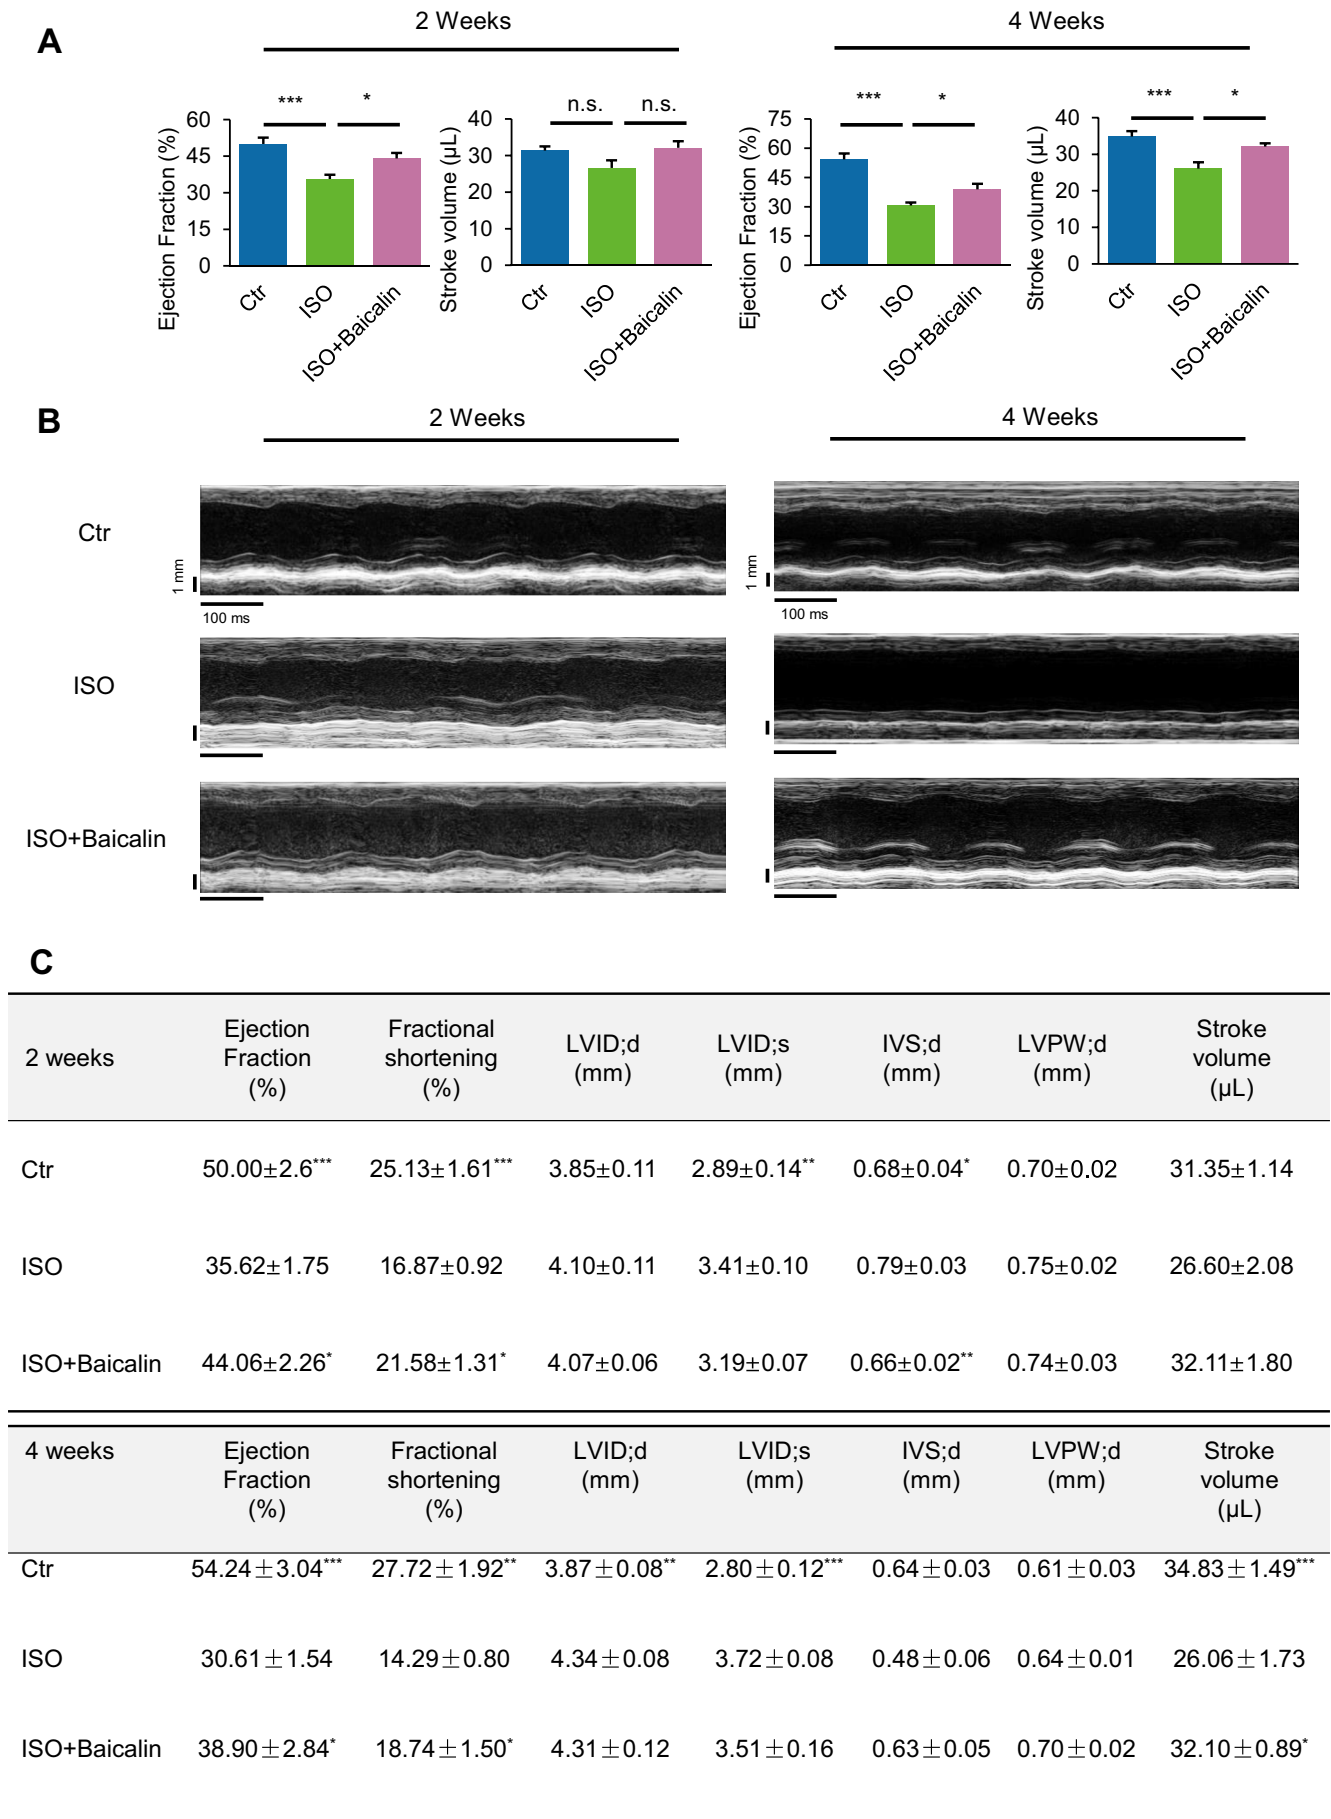 A
2 Weeks
4 Weeks
*** *
n.s. n.s.
*** *
*** *
Ejection Fraction (%)
60
45
30
15
0
Ctr
ISO
ISO+Baicalin
Stroke volume (µL)
40
30
20
10
0
Ctr
ISO
ISO+Baicalin
Ejection Fraction (%)
75
60
45
30
15
0
Ctr
ISO
ISO+Baicalin
Stroke volume (µL)
40
30
20
10
0
Ctr
ISO
ISO+Baicalin
B
2 Weeks
4 Weeks
Ctr
1 mm
100 ms
1 mm
100 ms
ISO
ISO+Baicalin
C
2 weeks
Ejection
Fraction
(%)
Fractional
shortening
(%)
LVID;d
(mm)
LVID;s
(mm)
IVS;d
(mm)
LVPW;d
(mm)
Stroke
volume
(µL)
Ctr 50.00±2.6*** 25.13±1.61*** 3.85±0.11 2.89±0.14** 0.68±0.04* 0.70±0.02 31.35±1.14
ISO 35.62±1.75 16.87±0.92 4.10±0.11 3.41±0.10 0.79±0.03 0.75±0.02 26.60±2.08
ISO+Baicalin 44.06±2.26* 21.58±1.31* 4.07±0.06 3.19±0.07 0.66±0.02** 0.74±0.03 32.11±1.80
4 weeks
Ejection
Fraction
(%)
Fractional
shortening
(%)
LVID;d
(mm)
LVID;s
(mm)
IVS;d
(mm)
LVPW;d
(mm)
Stroke
volume
(µL)
Ctr 54.24±3.04*** 27.72±1.92** 3.87±0.08** 2.80±0.12*** 0.64±0.03 0.61±0.03 34.83±1.49***
ISO 30.61±1.54 14.29±0.80 4.34±0.08 3.72±0.08 0.48±0.06 0.64±0.01 26.06±1.73
ISO+Baicalin 38.90±2.84* 18.74±1.50* 4.31±0.12 3.51±0.16 0.63±0.05 0.70±0.02 32.10±0.89*